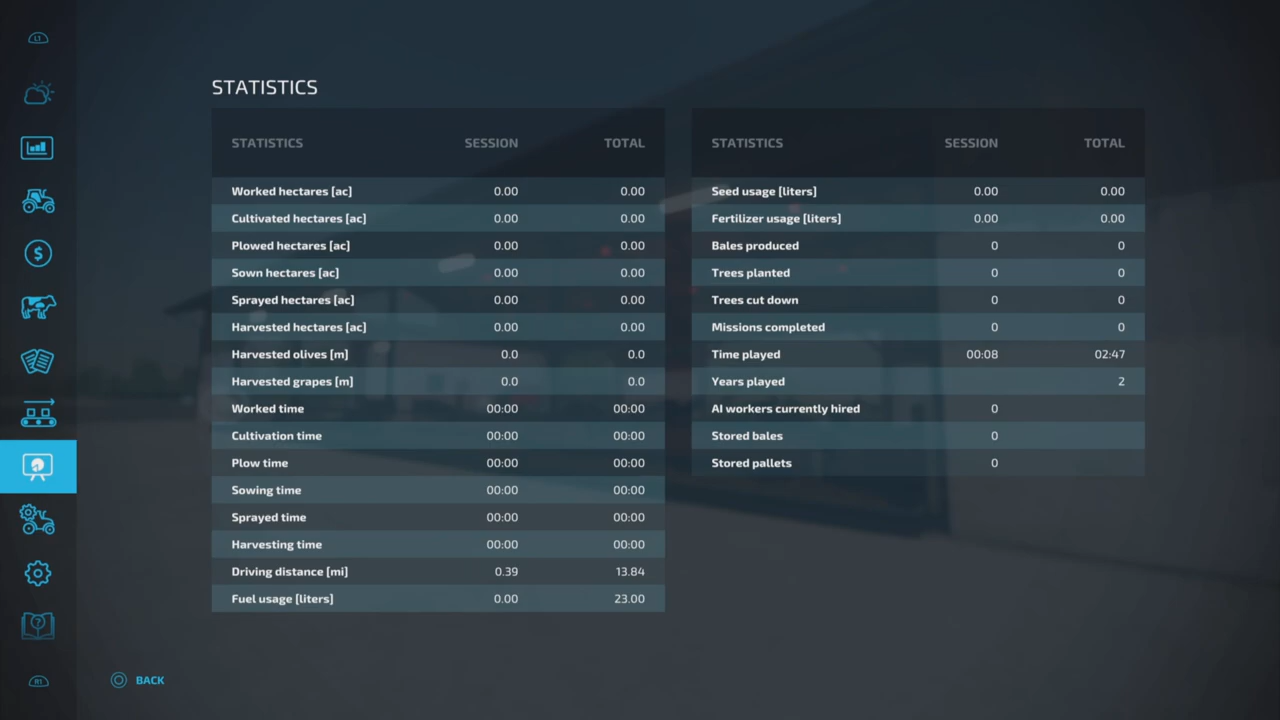 L1
STATISTICS
STATISTICS SESSION TOTAL
Worked hectares [ac] 0.00 0.00
Cultivated hectares [ac] 0.00 0.00
Plowed hectares [ac] 0.00 0.00
Sown hectares [ac] 0.00 0.00
Sprayed hectares [ac] 0.00 0.00
Harvested hectares [ac] 0.00 0.00
Harvested olives [m] 0.0 0.0
Harvested grapes [m] 0.0 0.0
Worked time 00:00 00:00
Cultivation time 00:00 00:00
Plow time 00:00 00:00
Sowing time 00:00 00:00
Sprayed time 00:00 00:00
Harvesting time 00:00 00:00
Driving distance [mi] 0.39 13.84
Fuel usage [liters] 0.00 23.00
STATISTICS SESSION TOTAL
Seed usage [liters] 0.00 0.00
Fertilizer usage [liters] 0.00 0.00
Bales produced 0 0
Trees planted 0 0
Trees cut down 0 0
Missions completed 0 0
Time played 00:08 02:47
Years played 2
AI workers currently hired 0
Stored bales 0
Stored pallets 0
R1
BACK